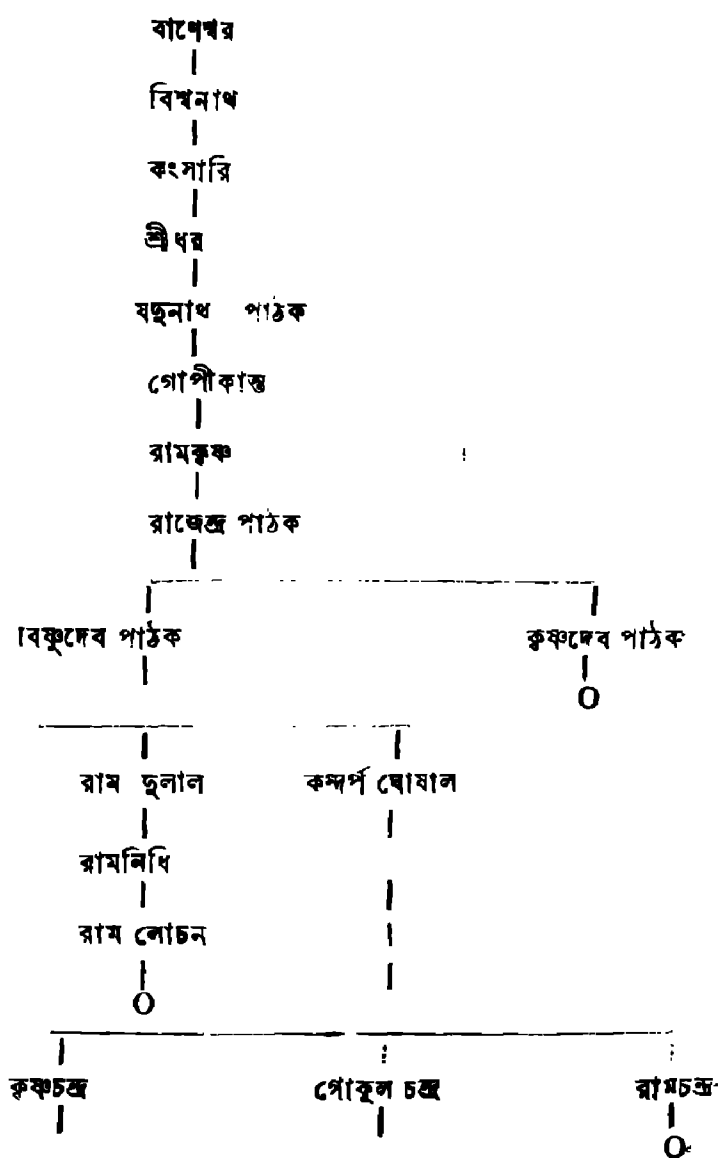 বাণেশ্বর
বিশ্বনাথ
কংসারি
শ্রীধর
যদুনাথ পাঠক
গোপীকান্ত
রামকৃষ্ণ
রাজেন্দ্র পাঠক
বিষ্ণুদেব পাঠক কৃষ্ণদেব পাঠক
O
রাম দুলাল কন্দর্প ঘোষাল
রামনিধি
রাম লোচন
O
কৃষ্ণচন্দ্র গোকুল চন্দ্র রামচন্দ্র
O